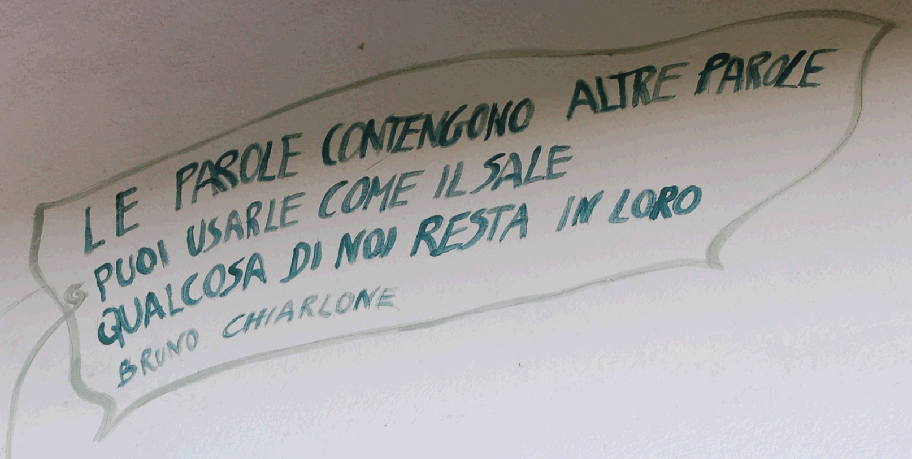 LE PAROLE CONTENGONO ALTRE PAROLE
PUOI USARLE COME IL SALE
QUALCOSA DI NOI RESTA IN LORO
BRUNO CHIARLONE